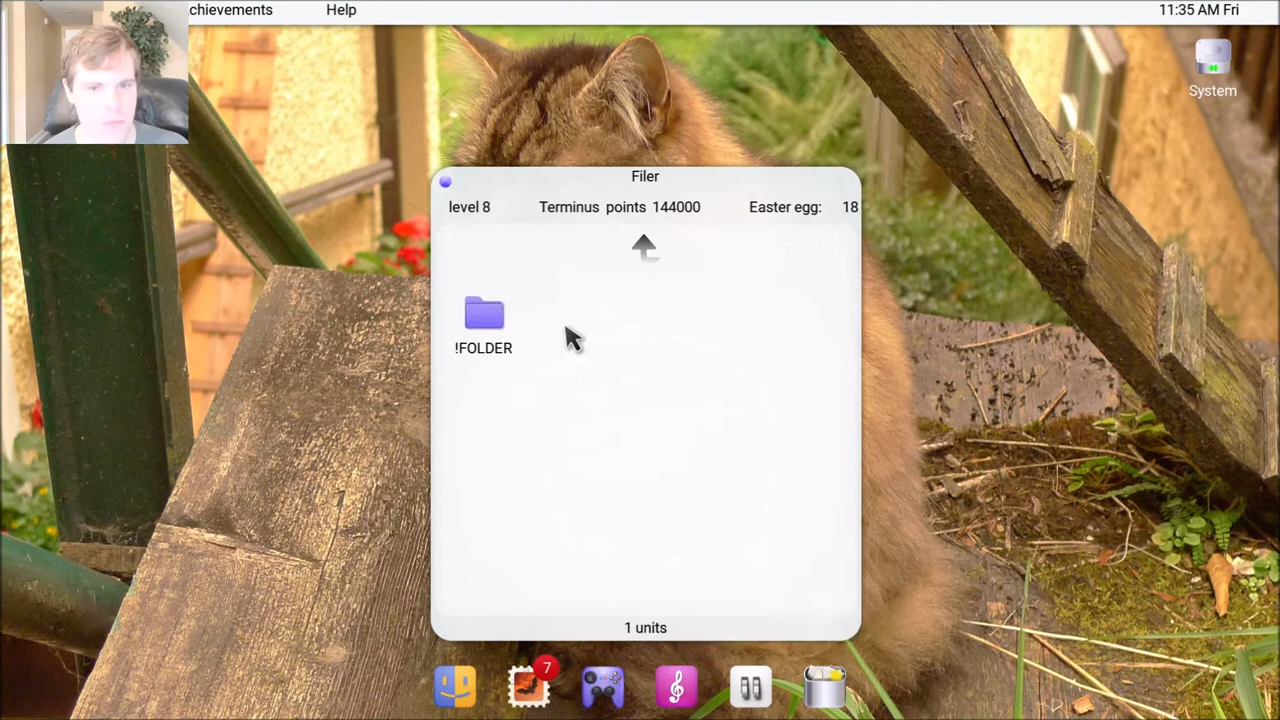 chievements Help 11:35 AM Fri
System
Filer
level 8 Terminus points 144000 Easter egg: 18
!FOLDER
1 units
7